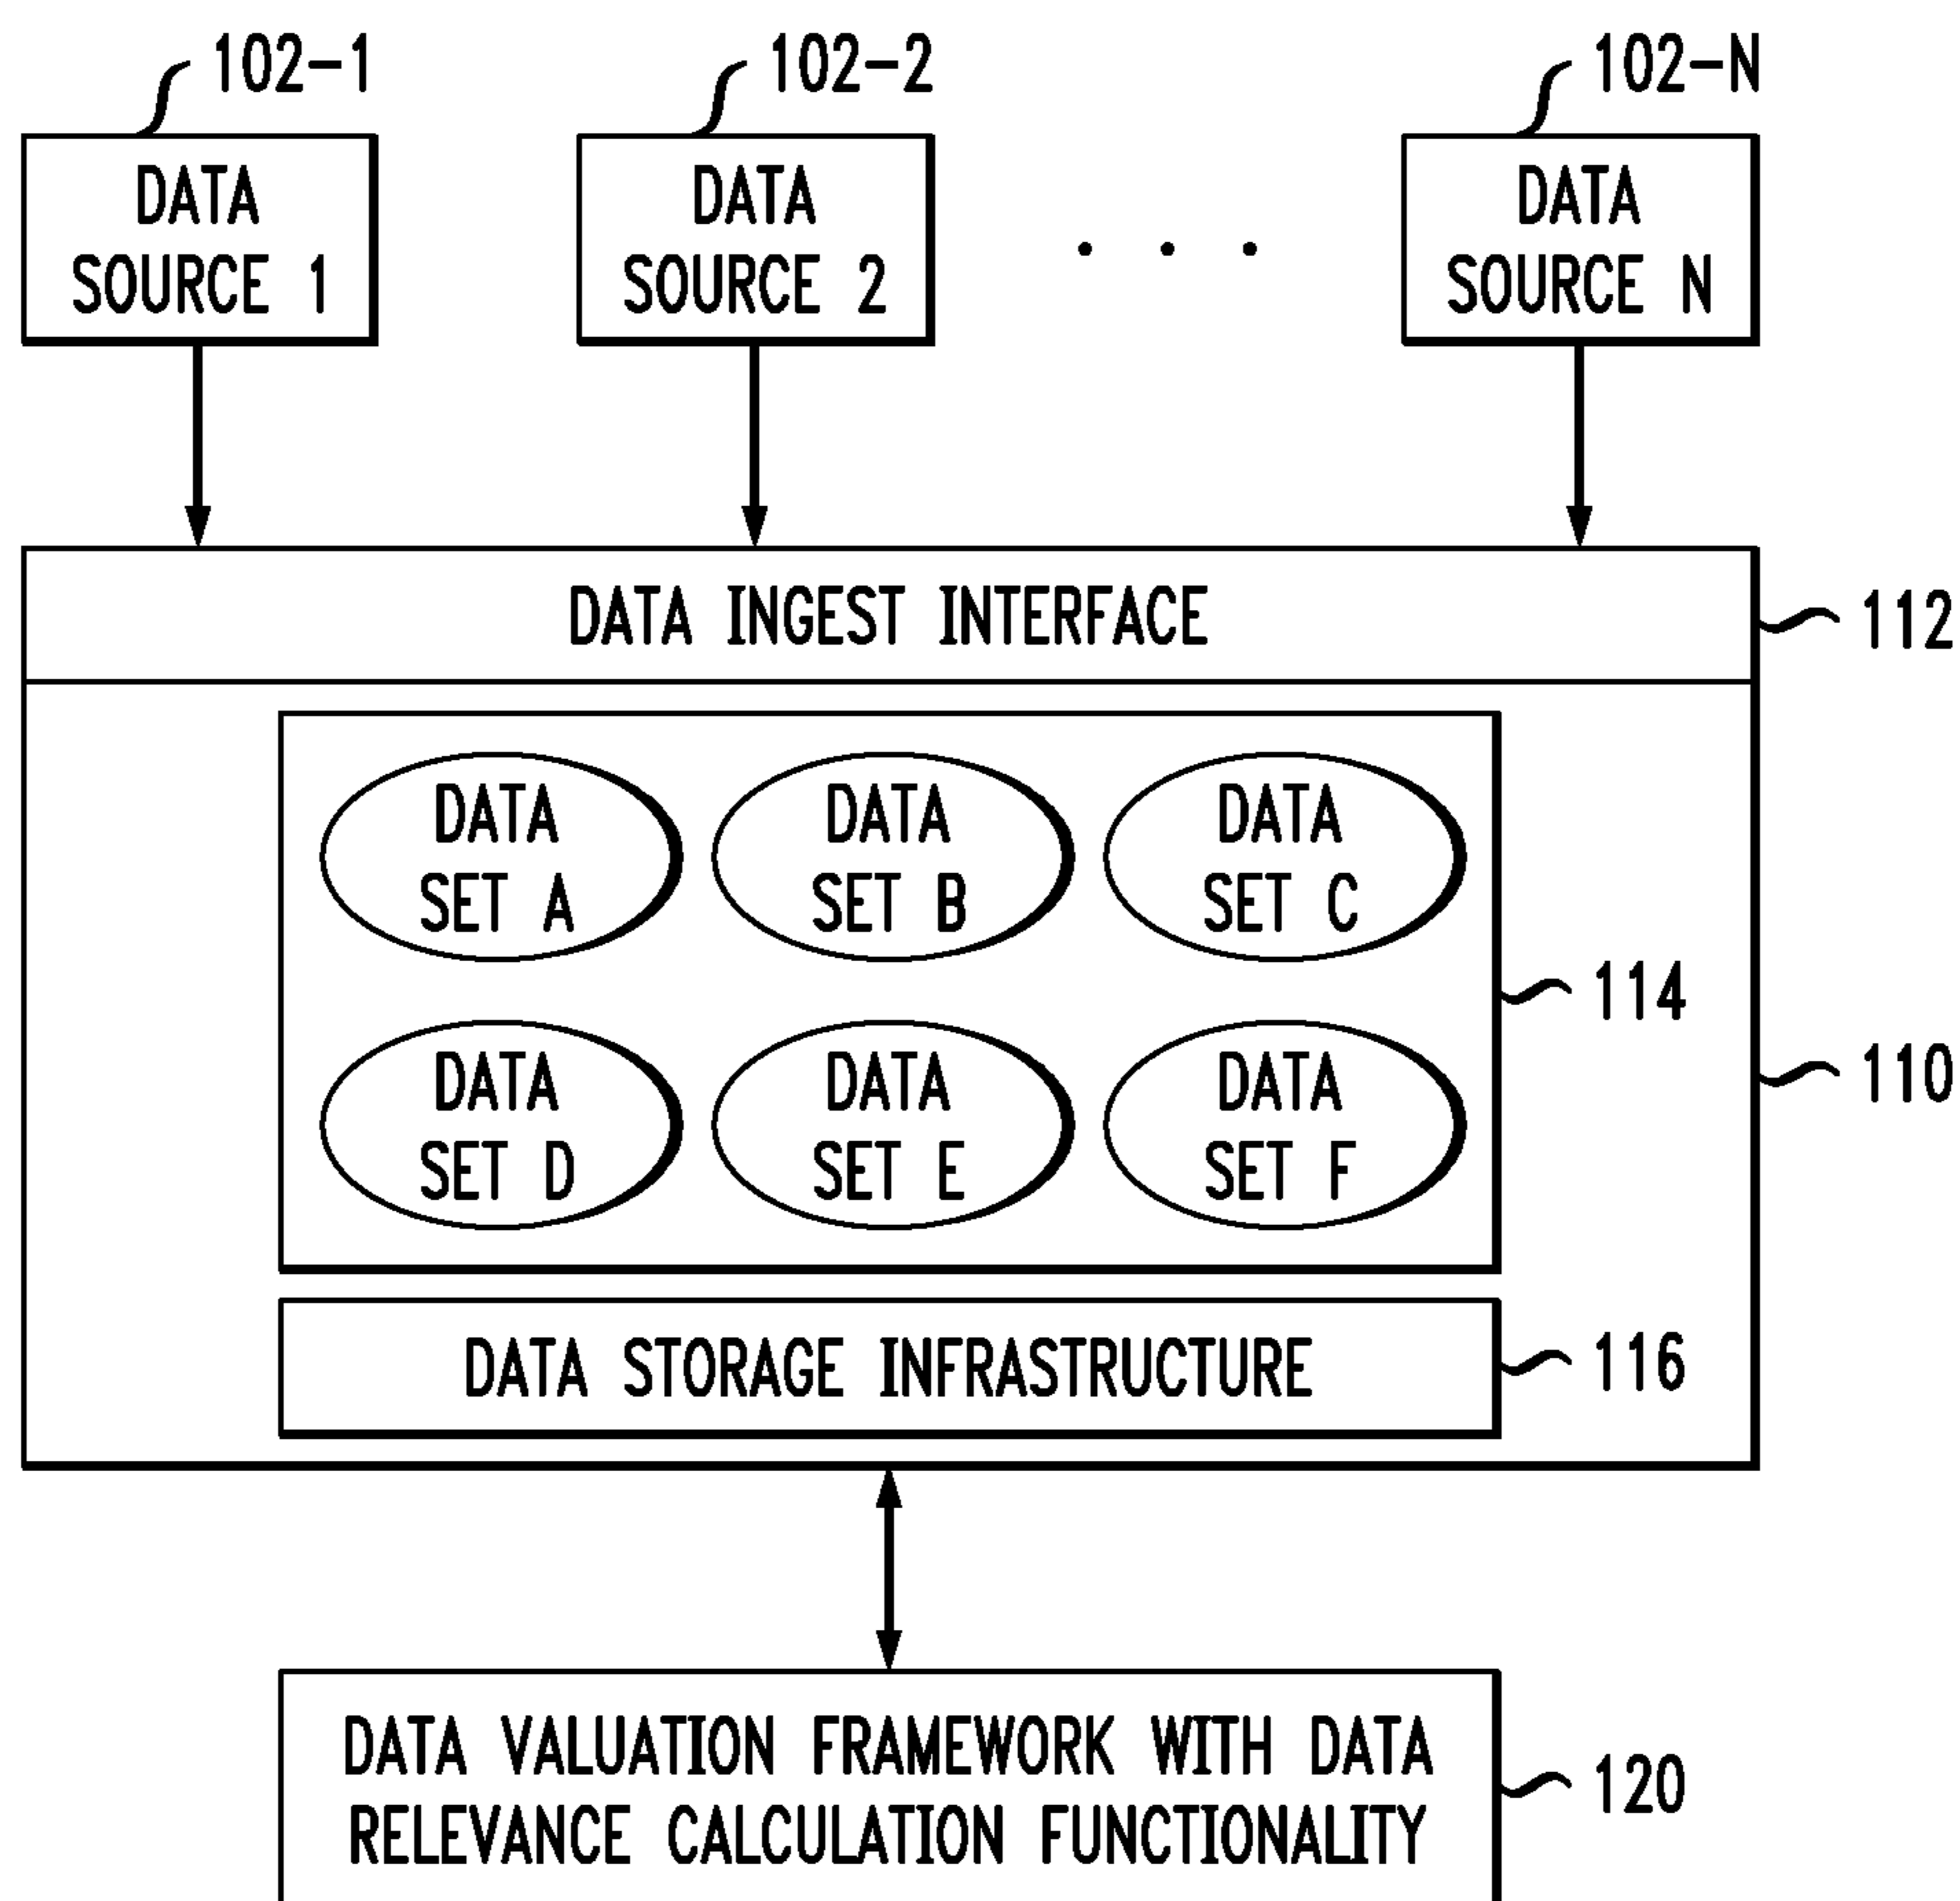 102-1
102-2
102-N
DATA
SOURCE 1
DATA
SOURCE 2
. . .
DATA
SOURCE N
DATA INGEST INTERFACE
112
DATA
SET A
DATA
SET B
DATA
SET C
114
110
DATA
SET D
DATA
SET E
DATA
SET F
DATA STORAGE INFRASTRUCTURE
116
DATA VALUATION FRAMEWORK WITH DATA
RELEVANCE CALCULATION FUNCTIONALITY
120